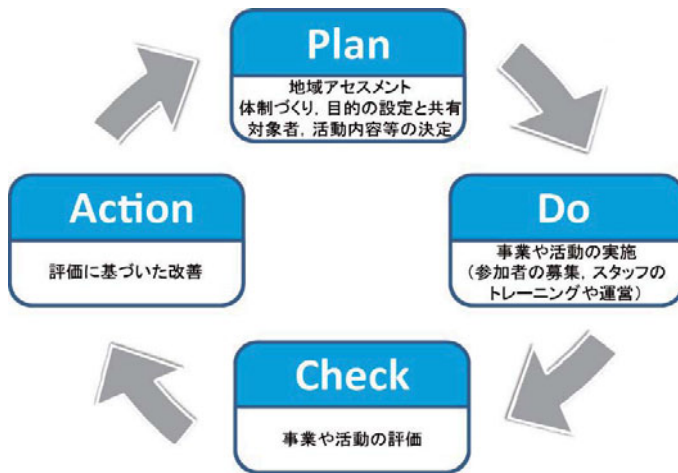 Plan
地域アセスメント
体制づくり，目的の設定と共有
対象者，活動内容等の決定
Do
事業や活動の実施
（参加者の募集，スタッフの
トレーニングや運営）
Check
事業や活動の評価
Action
評価に基づいた改善